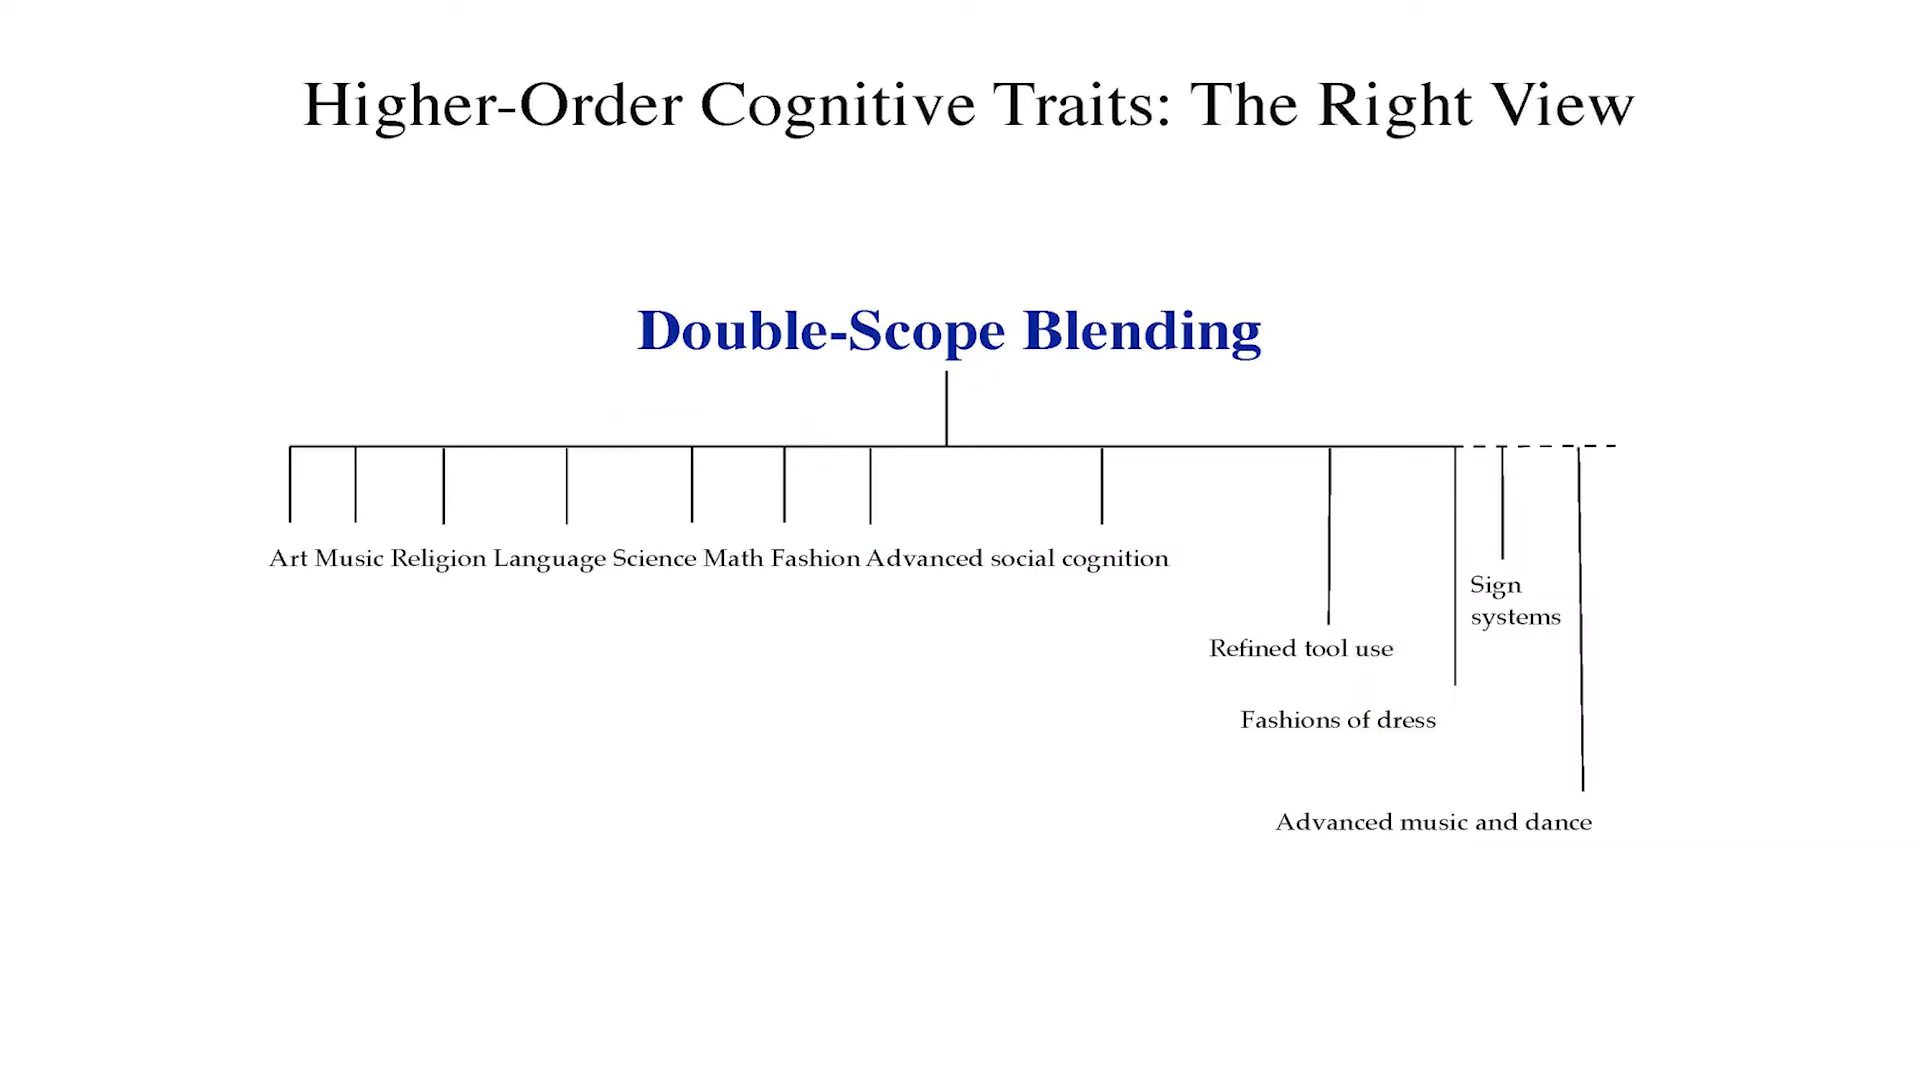 Higher-Order Cognitive Traits: The Right View
Double-Scope Blending
Art Music Religion Language Science Math Fashion Advanced social cognition
Sign
systems
Refined tool use
Fashions of dress
Advanced music and dance